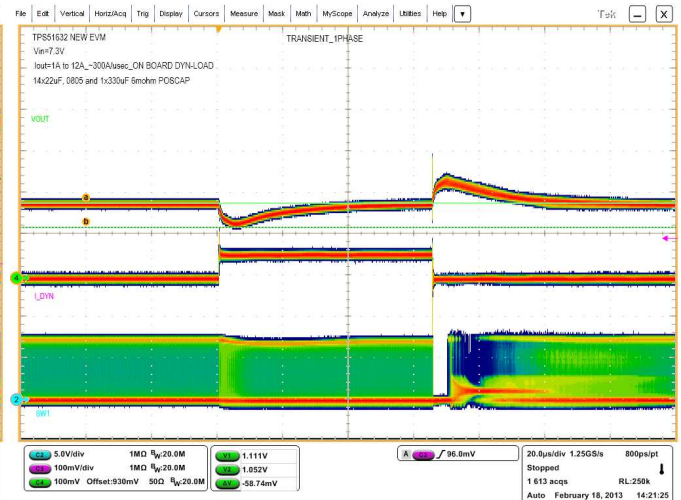 File Edit Vertical Horiz/Acq Trig Display Cursors Measure Mask Math MyScope Analyze Utilities Help Tek X
TPS51632 NEW EVM
TRANSIENT_1PHASE
Vin=7.3V
Iout=1A to 12A_~300A/usec_ON BOARD DYN-LOAD
14x22uF, 0805 and 1x330uF 6mohm POSCAP
VOUT
a
b
4
I_DYN
2
SW1
C2 5.0V/div 1MΩ BW:20.0M
C3 100mV/div 1MΩ BW:20.0M
C4 100mV Offset:930mV 50Ω BW:20.0M
V1 1.111V
V2 1.052V
ΔV -58.74mV
A C3 96.0mV
20.0µs/div 1.25GS/s 800ps/pt
Stopped
1 613 acqs RL:250k
Auto February 18, 2013 14:21:25